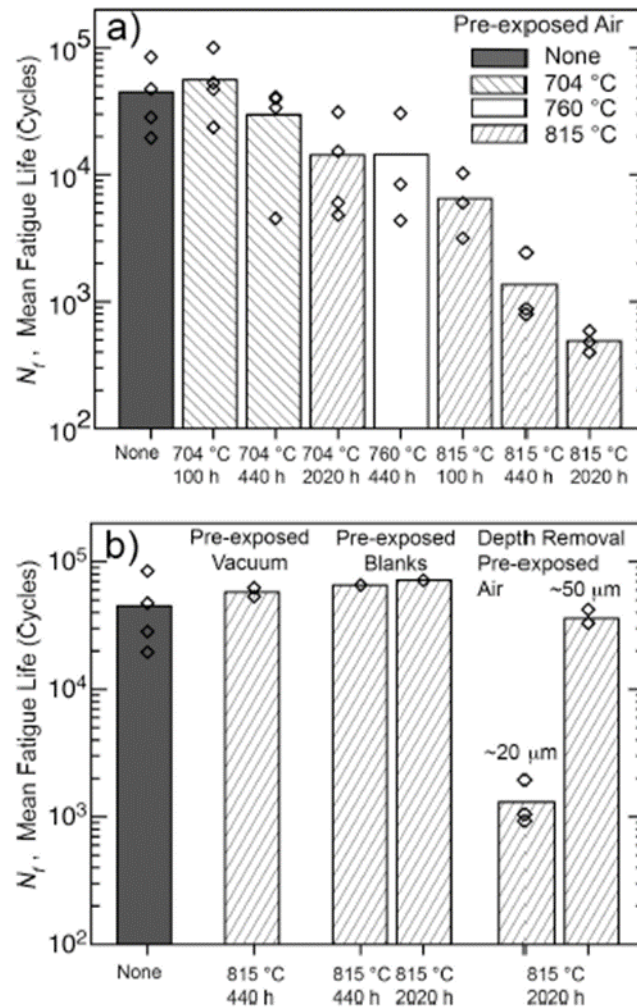 a)
Pre-exposed Air
None
704 °C
760 °C
815 °C
N_f , Mean Fatigue Life (Cycles)
10^5
10^4
10^3
10^2
None 704 °C 704 °C 704 °C 760 °C 815 °C 815 °C 815 °C
100 h 440 h 2020 h 440 h 100 h 440 h 2020 h
b)
Pre-exposed Pre-exposed Depth Removal
Vacuum Blanks Pre-exposed
Air ~50 μm
~20 μm
N_f , Mean Fatigue Life (Cycles)
10^5
10^4
10^3
10^2
None 815 °C 815 °C 815 °C 815 °C
440 h 440 h 2020 h 2020 h